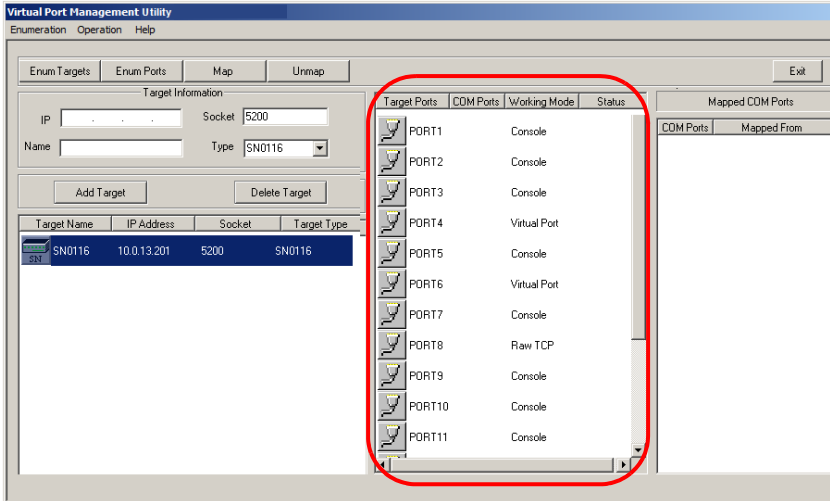 Virtual Port Management Utility
Enumeration Operation Help
Enum Targets Enum Ports Map Unmap Exit
Target Information
IP . . . Socket 5200
Name Type SN0116
Add Target Delete Target
Target Name IP Address Socket Target Type
SN SN0116 10.0.13.201 5200 SN0116
Target Ports COM Ports Working Mode Status
PORT1 Console
PORT2 Console
PORT3 Console
PORT4 Virtual Port
PORT5 Console
PORT6 Virtual Port
PORT7 Console
PORT8 Raw TCP
PORT9 Console
PORT10 Console
PORT11 Console
Mapped COM Ports
COM Ports Mapped From